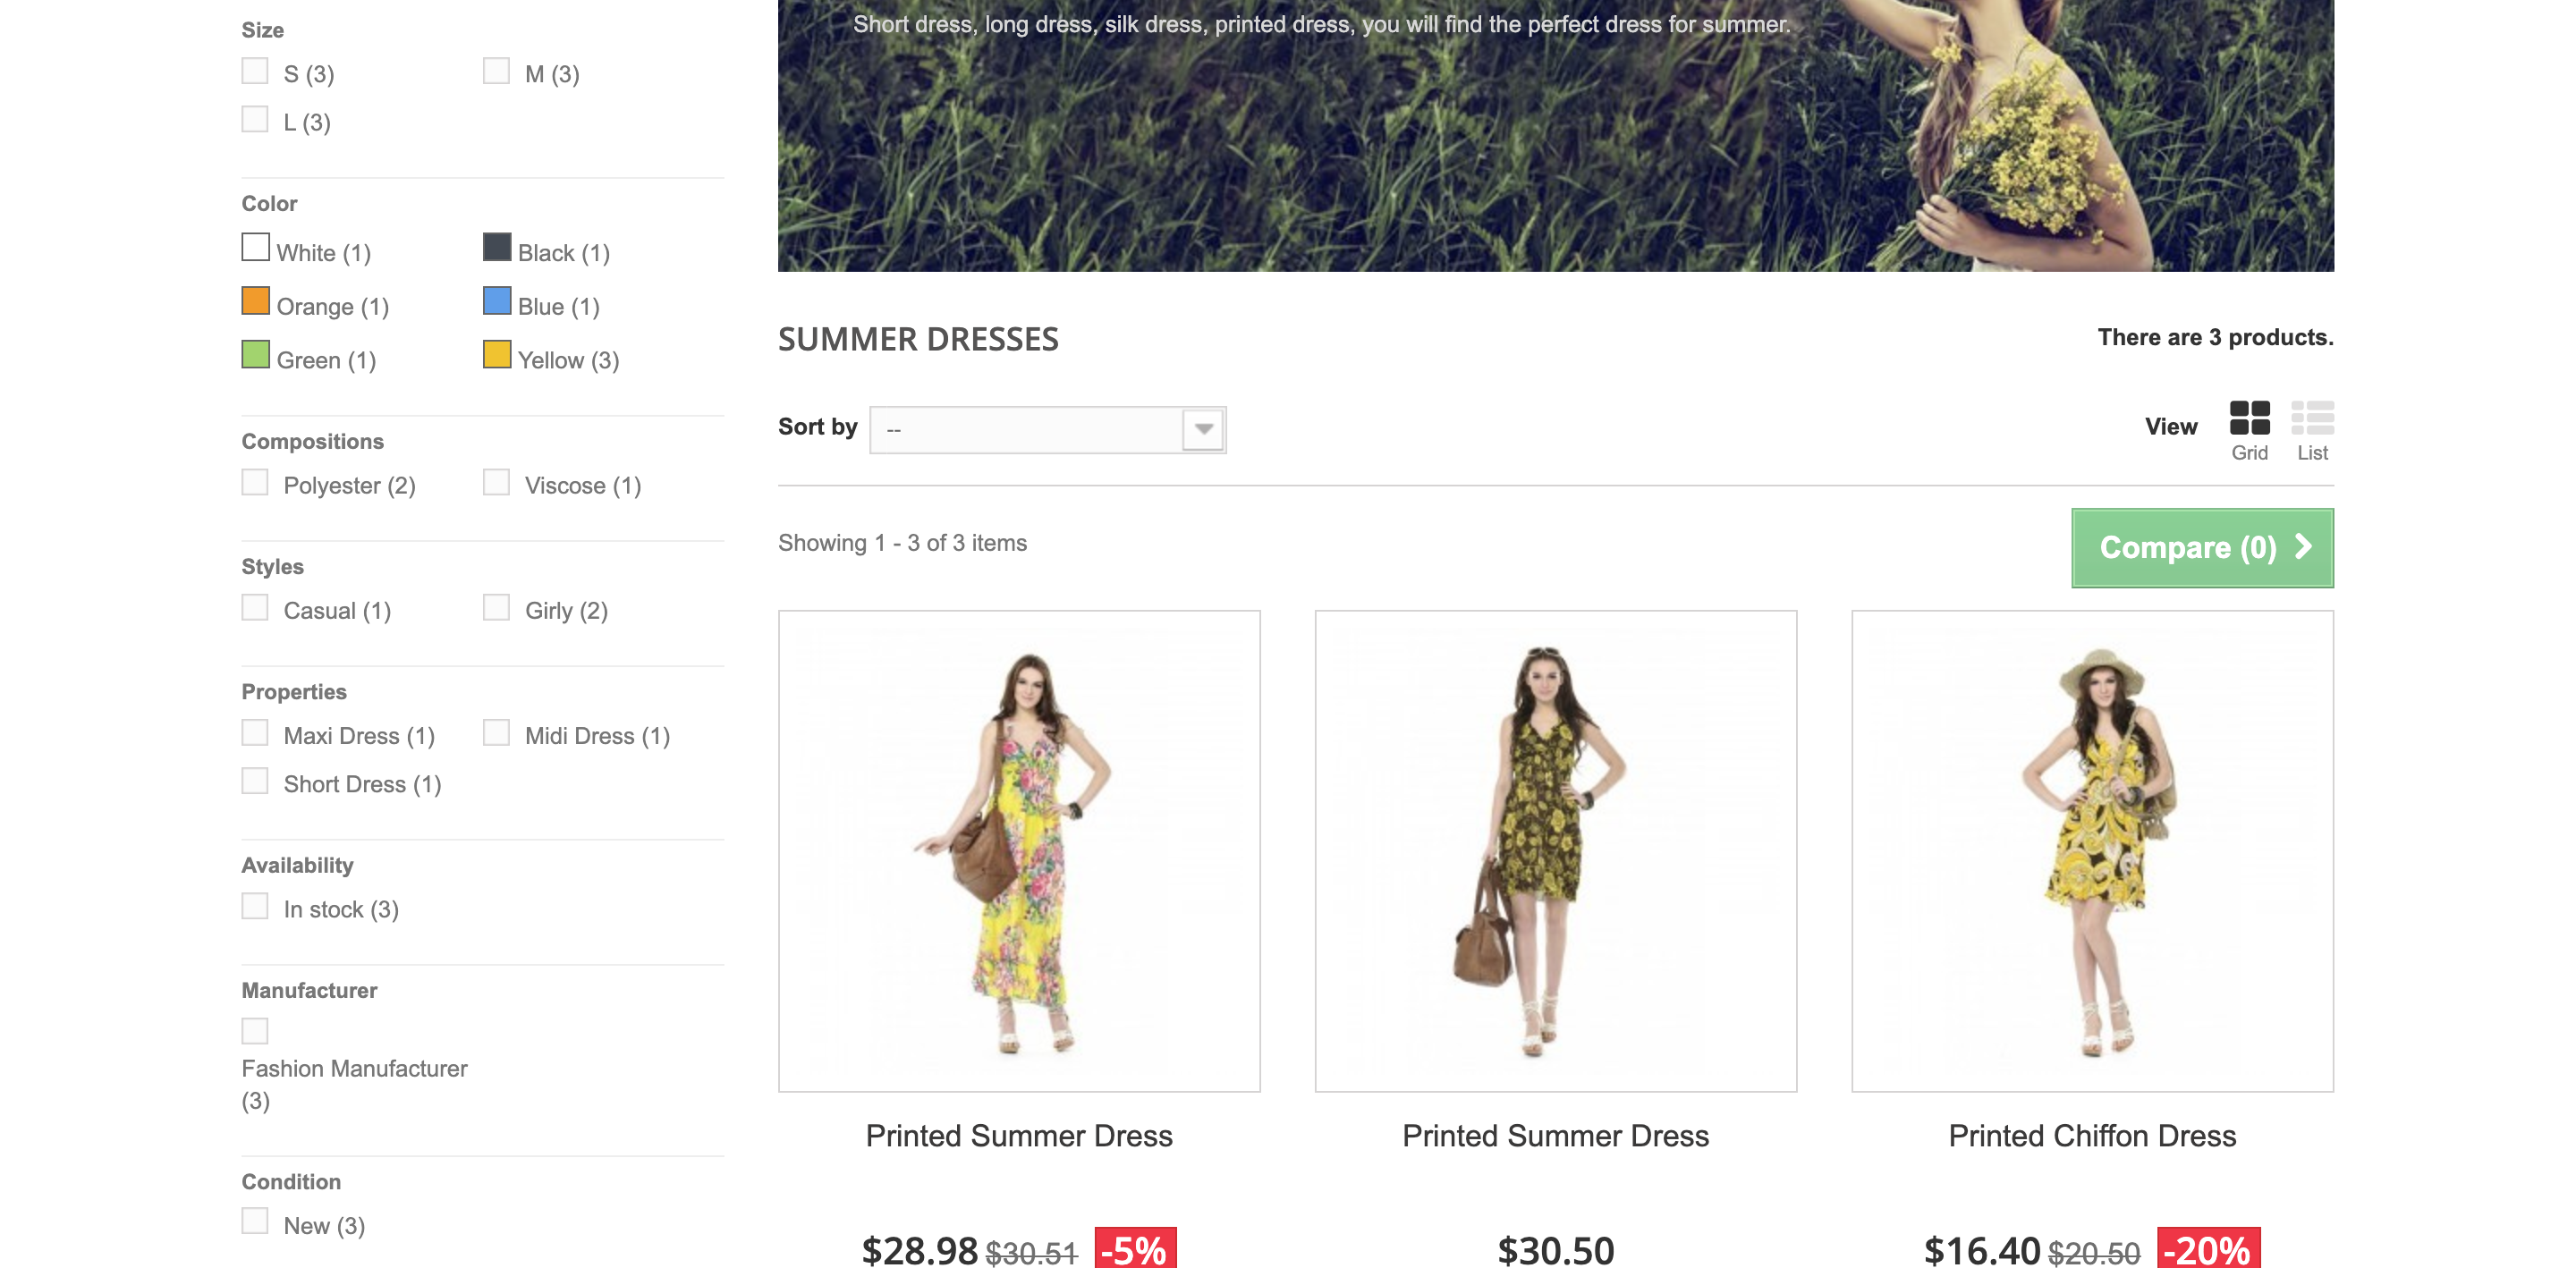 Size
S (3)
M (3)
L (3)
Color
White (1)
Black (1)
Orange (1)
Blue (1)
Green (1)
Yellow (3)
Compositions
Polyester (2)
Viscose (1)
Styles
Casual (1)
Girly (2)
Properties
Maxi Dress (1)
Midi Dress (1)
Short Dress (1)
Availability
In stock (3)
Manufacturer
Fashion Manufacturer
(3)
Condition
New (3)
Short dress, long dress, silk dress, printed dress, you will find the perfect dress for summer.
SUMMER DRESSES
There are 3 products.
Sort by --
View
Grid
List
Showing 1 - 3 of 3 items
Compare (0)
Printed Summer Dress
$28.98 $30.51 -5%
Printed Summer Dress
$30.50
Printed Chiffon Dress
$16.40 $20.50 -20%